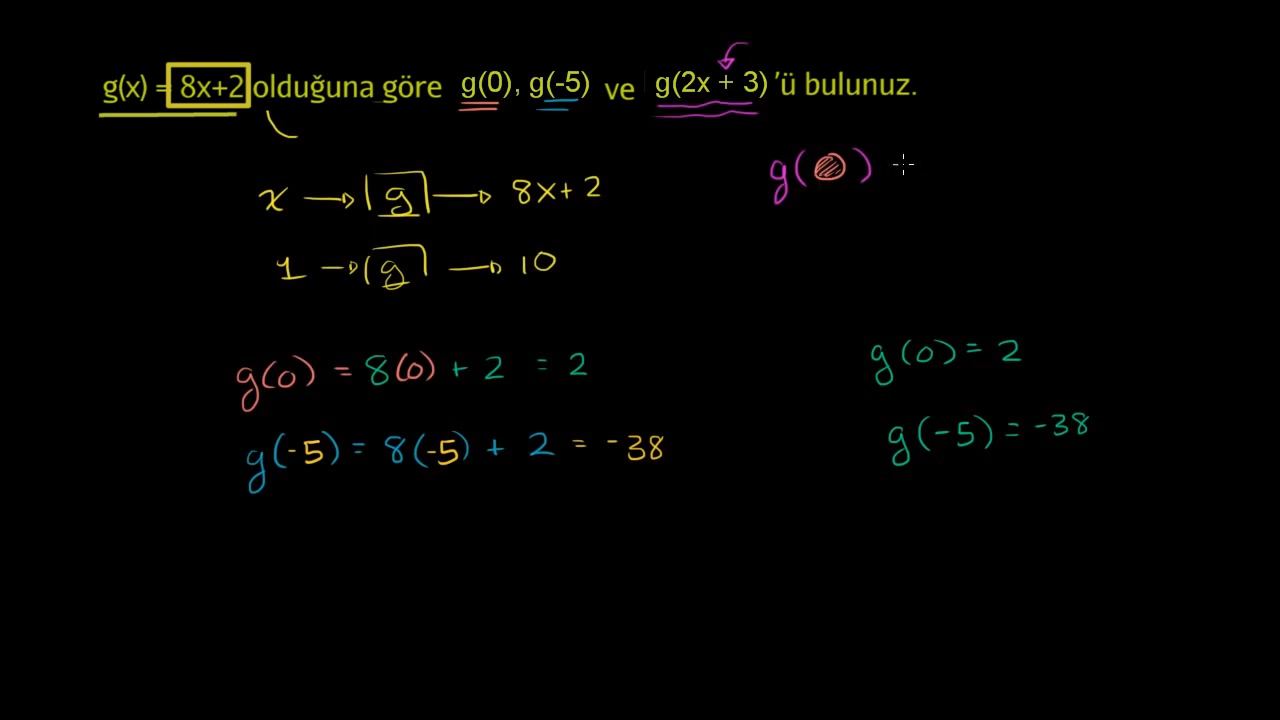 g(x) = 8x+2 olduğuna göre g(0), g(-5) ve g(2x + 3) 'ü bulunuz.
g( )
x → g → 8x + 2
1 → g → 10
g(0) = 8(0) + 2 = 2
g(0) = 2
g(-5) = 8(-5) + 2 = -38
g(-5) = -38